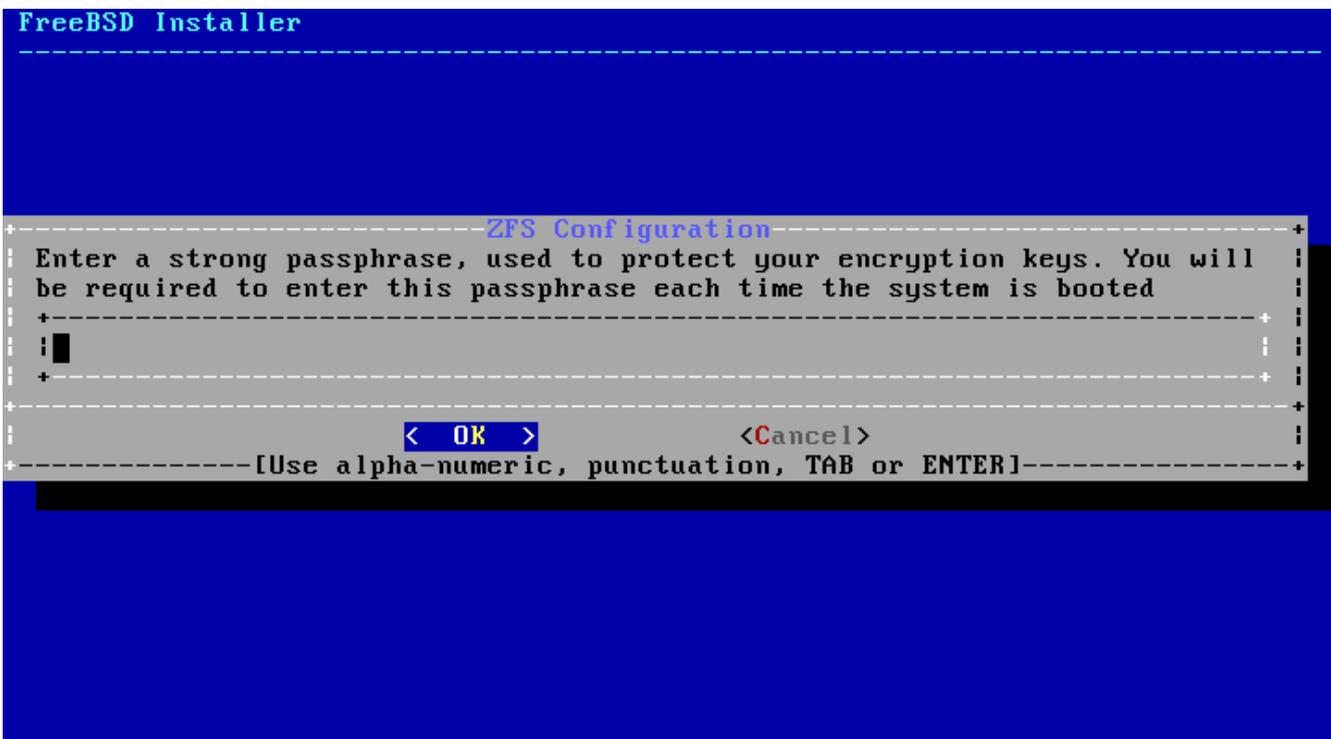 FreeBSD Installer
ZFS Configuration
Enter a strong passphrase, used to protect your encryption keys. You will
be required to enter this passphrase each time the system is booted
< OK > <Cancel>
[Use alpha-numeric, punctuation, TAB or ENTER]